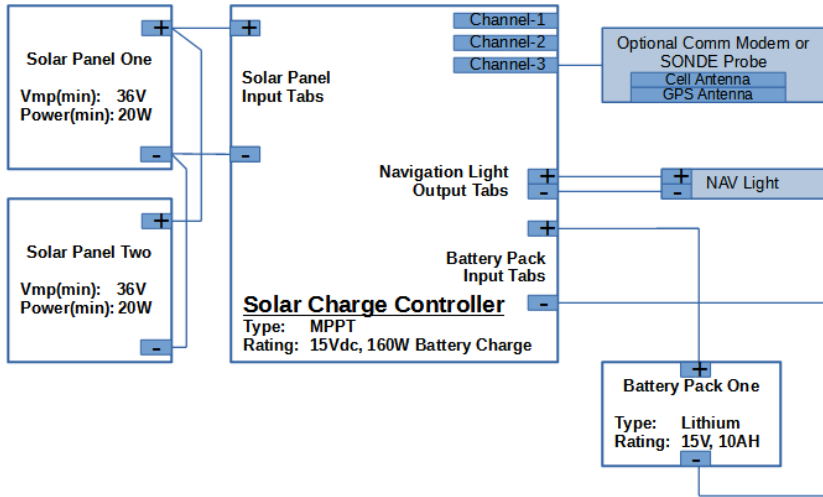 +
Solar Panel One
Vmp(min): 36V
Power(min): 20W
-
+
Solar Panel Two
Vmp(min): 36V
Power(min): 20W
-
+
Solar Panel
Input Tabs
-
Channel-1
Channel-2
Channel-3
Navigation Light
Output Tabs
+
-
+
Battery Pack
Input Tabs
-
Solar Charge Controller
Type: MPPT
Rating: 15Vdc, 160W Battery Charge
Optional Comm Modem or
SONDE Probe
Cell Antenna
GPS Antenna
+
-
NAV Light
+
Battery Pack One
Type: Lithium
Rating: 15V, 10AH
-